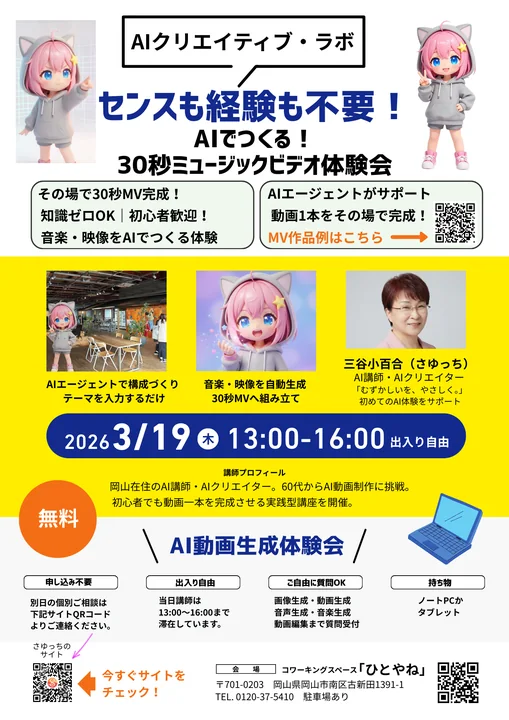 AIクリエイティブ・ラボ
センスも経験も不要！
AIでつくる！
30秒ミュージックビデオ体験会
その場で30秒MV完成！
知識ゼロOK｜初心者歓迎！
音楽・映像をAIでつくる体験
AIエージェントがサポート
動画1本をその場で完成！
MV作品例はこちら
AIエージェントで構成づくり
テーマを入力するだけ
音楽・映像を自動生成
30秒MVへ組み立て
三谷小百合（さゆっち）
AI講師・AIクリエイター
「むずかしいを、やさしく。」
初めてのAI体験をサポート
2026 3/19 木 13:00-16:00 出入り自由
講師プロフィール
岡山在住のAI講師・AIクリエイター。60代からAI動画制作に挑戦。
初心者でも動画一本を完成させる実践型講座を開催。
無料
AI動画生成体験会
申し込み不要
別日の個別ご相談は
下記サイトQRコード
よりご連絡ください。
出入り自由
当日講師は
13:00〜16:00まで
滞在しています。
ご自由に質問OK
画像生成・動画生成
音声生成・音楽生成
動画編集まで質問受付
持ち物
ノートPCか
タブレット
さゆっちの
サイト
今すぐサイトを
チェック！
会 場
コワーキングスペース「ひとやね」
〒701-0203 岡山県岡山市南区古新田1391-1
TEL. 0120-37-5410 駐車場あり